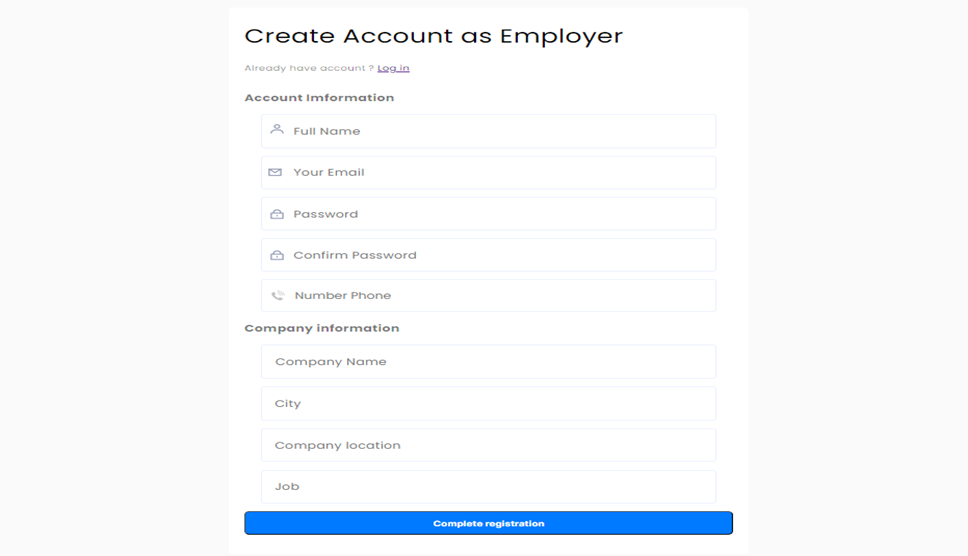 Create Account as Employer
Already have account ? Log in
Account Imformation
Full Name
Your Email
Password
Confirm Password
Number Phone
Company information
Company Name
City
Company location
Job
Complete registration